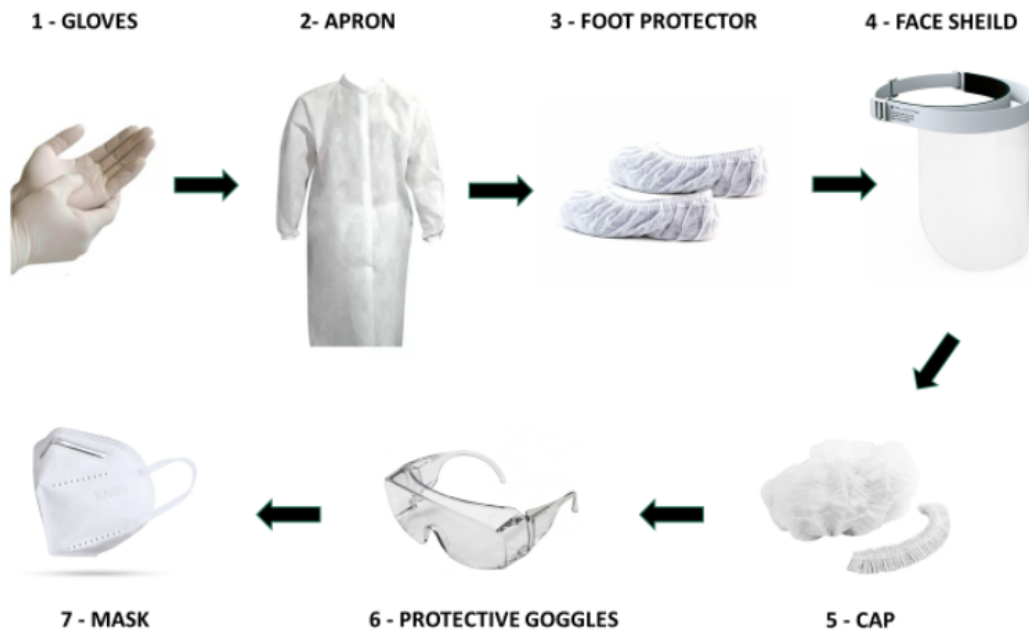 1 - GLOVES
2- APRON
3 - FOOT PROTECTOR
4 - FACE SHEILD
5 - CAP
6 - PROTECTIVE GOGGLES
7 - MASK